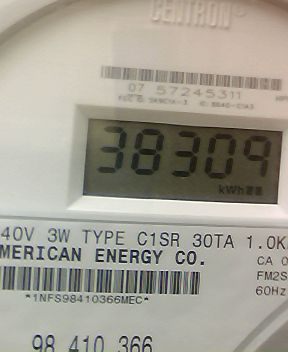 CENTRON
07 57245311
38309
kWh
40V 3W TYPE C1SR 30TA 1.0K
MERICAN ENERGY CO.
CA 0
FM2S
60Hz
*1NFS98410366MEC*
98 410 366